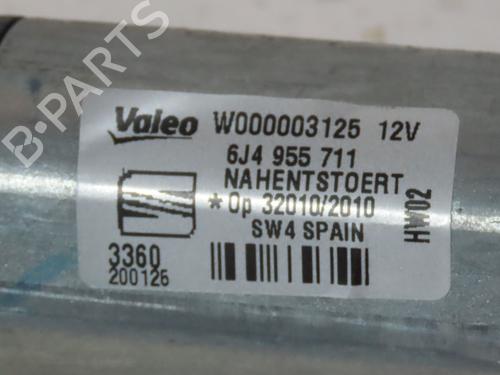 Valeo W000003125 12V
6J4 955 711
NAHENTSTOERT
* Op 32010/2010
SW4 SPAIN
HW02
3360
200126
B-PARTS